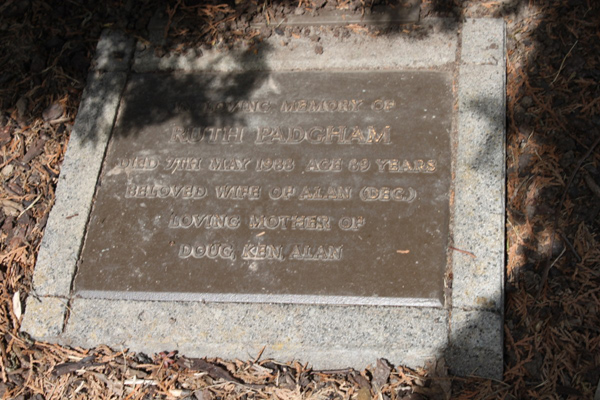 IN LOVING MEMORY OF
RUTH PADGHAM
DIED 7TH MAY 1988 AGE 69 YEARS
BELOVED WIFE OF ALAN (DEC.)
LOVING MOTHER OF
DOUG, KEN, ALAN